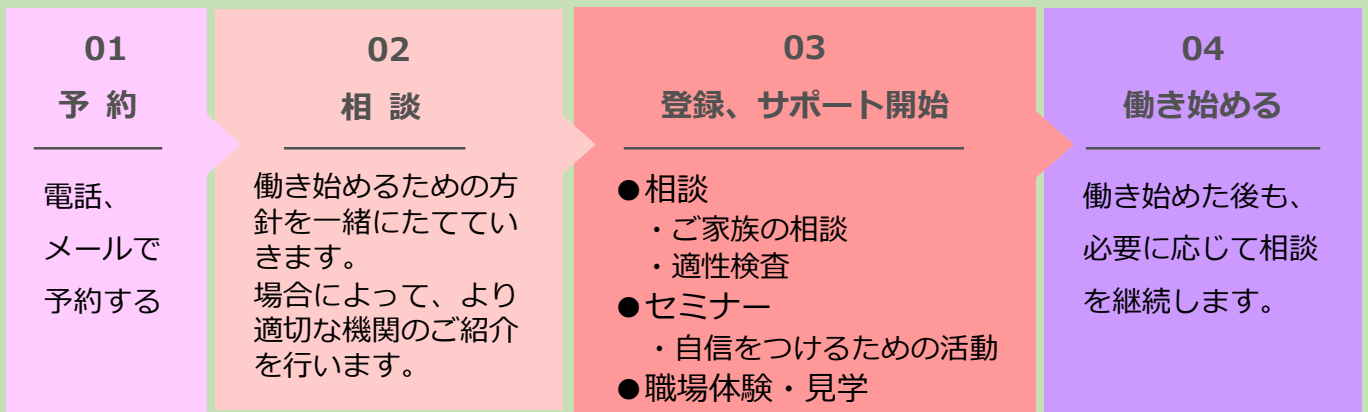 01
予 約
電話、
メールで
予約する
02
相 談
働き始めるための方
針を一緒にたててい
きます。
場合によって、より
適切な機関のご紹介
を行います。
03
登録、サポート開始
●相談
・ご家族の相談
・適性検査
●セミナー
・自信をつけるための活動
●職場体験・見学
04
働き始める
働き始めた後も、
必要に応じて相談
を継続します。